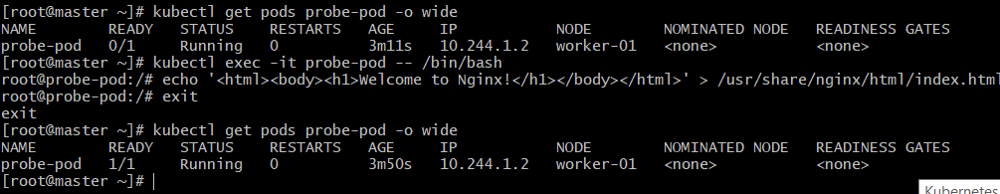 [root@master ~]# kubectl get pods probe-pod -o wide
NAME READY STATUS RESTARTS AGE IP NODE NOMINATED NODE READINESS GATES
probe-pod 0/1 Running 0 3m11s 10.244.1.2 worker-01 <none> <none>
[root@master ~]# kubectl exec -it probe-pod -- /bin/bash
root@probe-pod:/# echo '<html><body><h1>Welcome to Nginx!</h1></body></html>' > /usr/share/nginx/html/index.html
root@probe-pod:/# exit
exit
[root@master ~]# kubectl get pods probe-pod -o wide
NAME READY STATUS RESTARTS AGE IP NODE NOMINATED NODE READINESS GATES
probe-pod 1/1 Running 0 3m50s 10.244.1.2 worker-01 <none> <none>
[root@master ~]#
Kubernetes